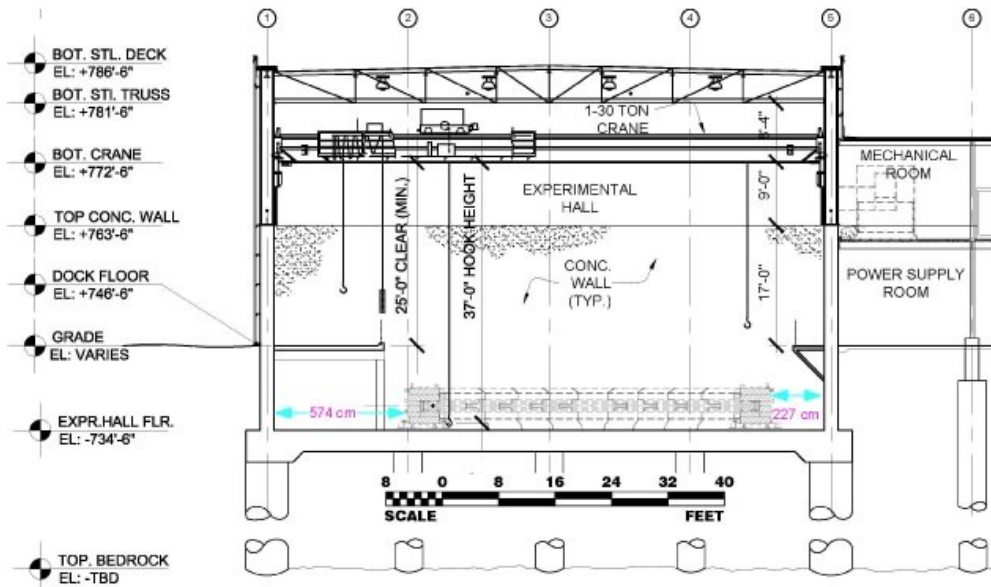 1
2
3
4
5
6
BOT. STL. DECK
EL: +786'-6"
BOT. STL. TRUSS
EL: +781'-6"
1-30 TON
CRANE
BOT. CRANE
EL: +772'-6"
MECHANICAL
ROOM
EXPERIMENTAL
HALL
9'-0"
25'-0" CLEAR (MIN.)
37'-0" HOOK HEIGHT
TOP CONC. WALL
EL: +763'-6"
CONC.
WALL
(TYP.)
17'-0"
DOCK FLOOR
EL: +746'-6"
POWER SUPPLY
ROOM
GRADE
EL: VARIES
574 cm
227 cm
EXPR.HALL FLR.
EL: -734'-6"
8 0 8 16 24 32 40
SCALE FEET
TOP. BEDROCK
EL: -TBD